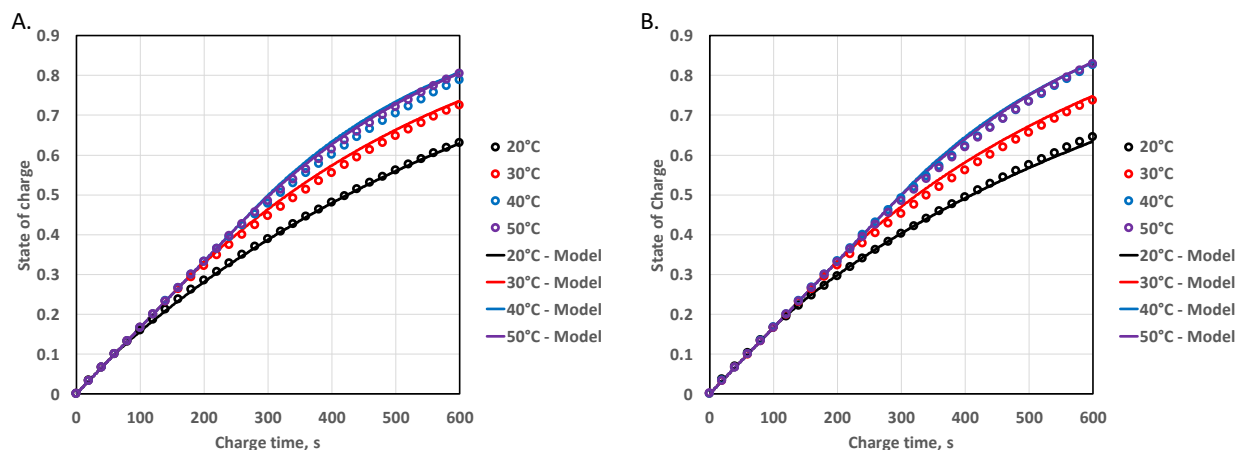 A.
0.9
0.8
0.7
0.6
0.5
0.4
0.3
0.2
0.1
0
State of charge
0 100 200 300 400 500 600
Charge time, s
20°C
30°C
40°C
50°C
20°C - Model
30°C - Model
40°C - Model
50°C - Model
B.
0.9
0.8
0.7
0.6
0.5
0.4
0.3
0.2
0.1
0
State of Charge
0 100 200 300 400 500 600
Charge time, s
20°C
30°C
40°C
50°C
20°C - Model
30°C - Model
40°C - Model
50°C - Model